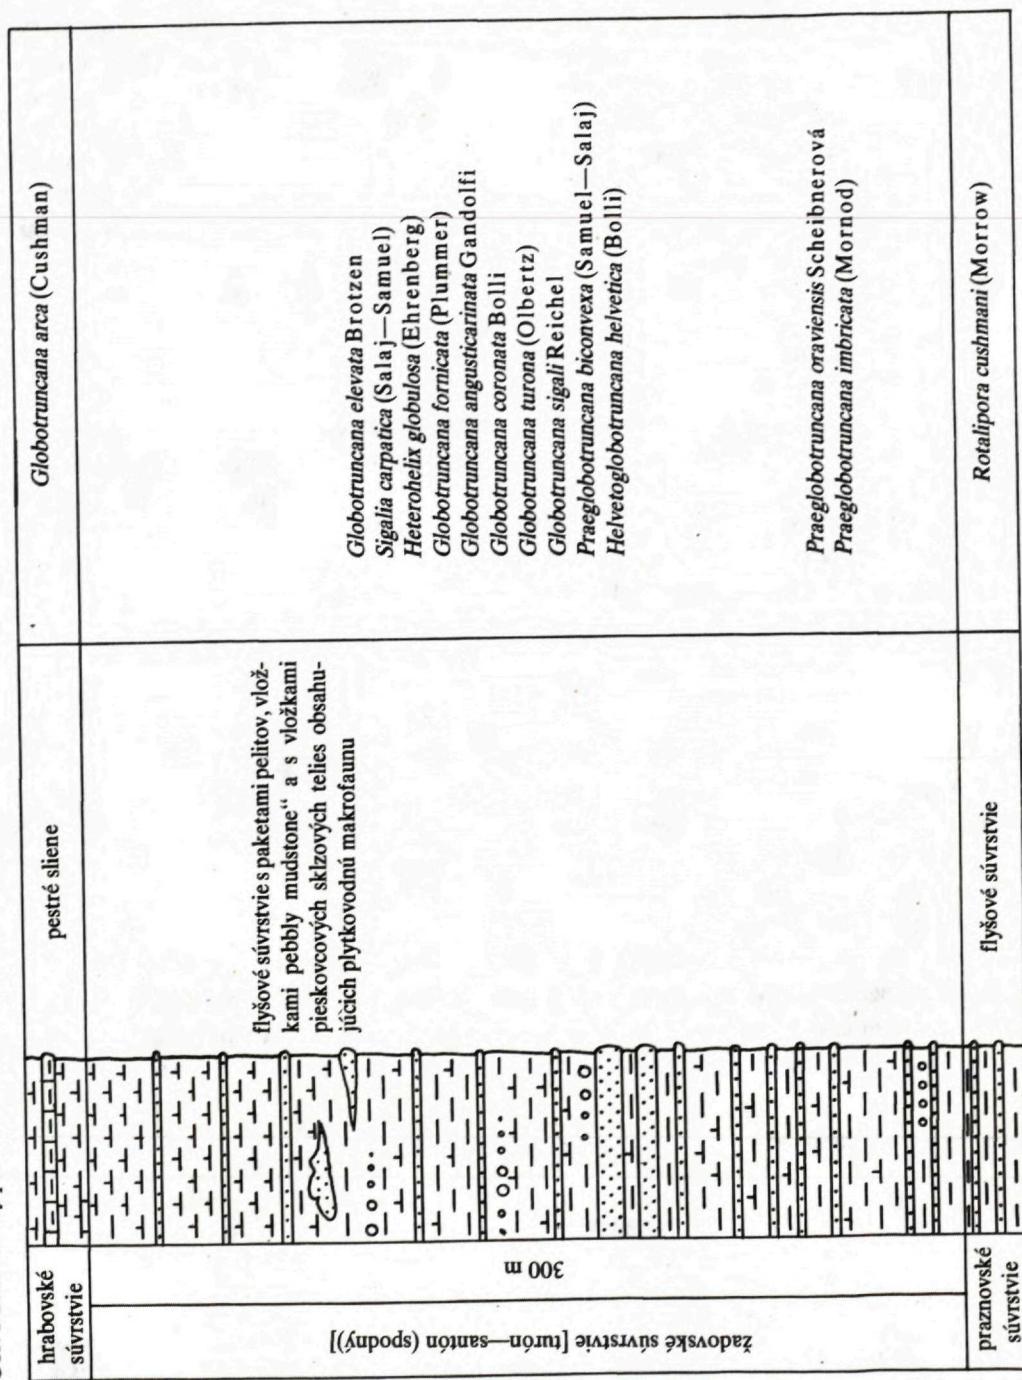 hrabovské
súvrstvie
pestré sliene
Globotruncana arca (Cushman)
žadovské súvrstvie [turón—santón (spodný)]
300 m
flyšové súvrstvie s paketami pelitov, vlož-
kami pebbly mudstone“ a s vložkami
pieskovcových sklzových telies obsahu-
júcich plytkovodnú makrofaunu
Globotruncana elevata Brotzen
Sigalia carpatica (Salaj—Samuel)
Heterohelix globulosa (Ehrenberg)
Globotruncana fornicata (Plummer)
Globotruncana angusticarinata Gandolfi
Globotruncana coronata Bolli
Globotruncana turona (Olbertz)
Globotruncana sigali Reichel
Praeglobotruncana biconvexa (Samuel—Salaj)
Helvetoglobotruncana helvetica (Bolli)
Praeglobotruncana oraviensis Scheibnerová
Praeglobotruncana imbricata (Mornod)
praznovské
súvrstvie
flyšové súvrstvie
Rotalipora cushmani (Morrow)